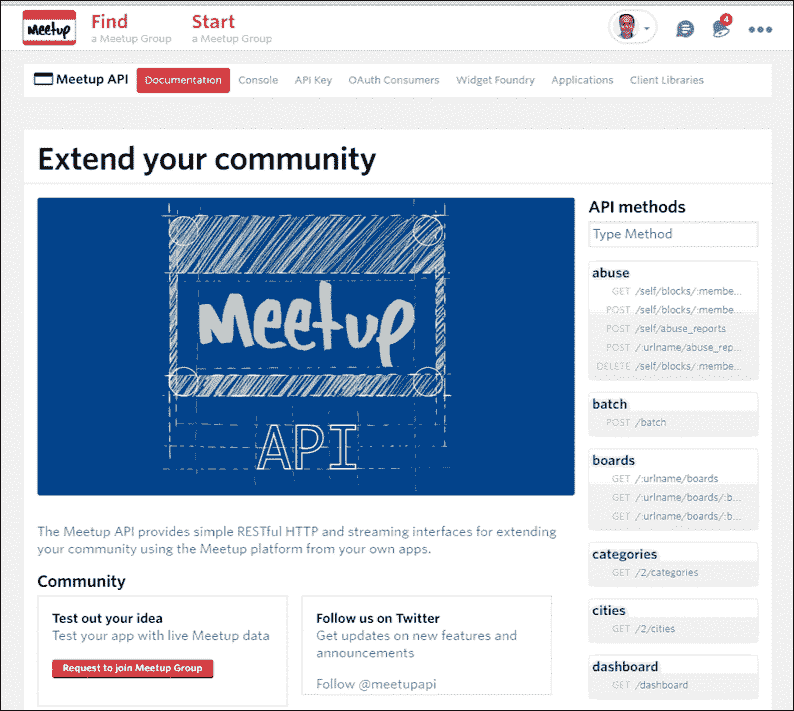 Meetup
Find
a Meetup Group
Start
a Meetup Group
4
Meetup API
Documentation
Console
API Key
OAuth Consumers
Widget Foundry
Applications
Client Libraries
Extend your community
Meetup
API
The Meetup API provides simple RESTful HTTP and streaming interfaces for extending
your community using the Meetup platform from your own apps.
Community
Test out your idea
Test your app with live Meetup data
Request to join Meetup Group
Follow us on Twitter
Get updates on new features and
announcements
Follow @meetupapi
API methods
Type Method
abuse
GET /self/blocks/:membe...
POST /self/blocks/:membe...
POST /self/abuse_reports
POST /:urlname/abuse_rep...
DELETE /self/blocks/:membe...
batch
POST /batch
boards
GET /:urlname/boards
GET /:urlname/boards/:b...
GET /:urlname/boards/:b...
categories
GET /2/categories
cities
GET /2/cities
dashboard
GET /dashboard